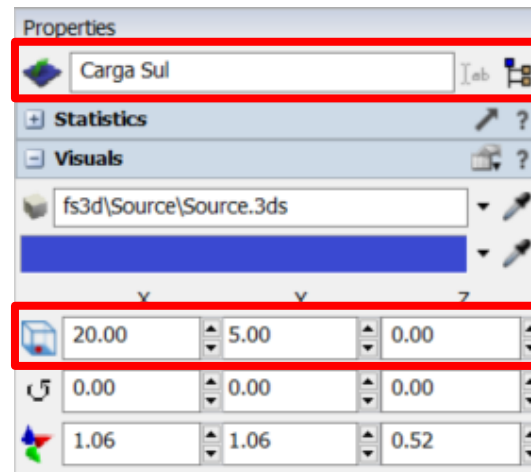 Properties
Carga Sul
Statistics ?
Visuals ?
fs3d\Source\Source.3ds
X Y Z
20.00 5.00 0.00
0.00 0.00 0.00
1.06 1.06 0.52